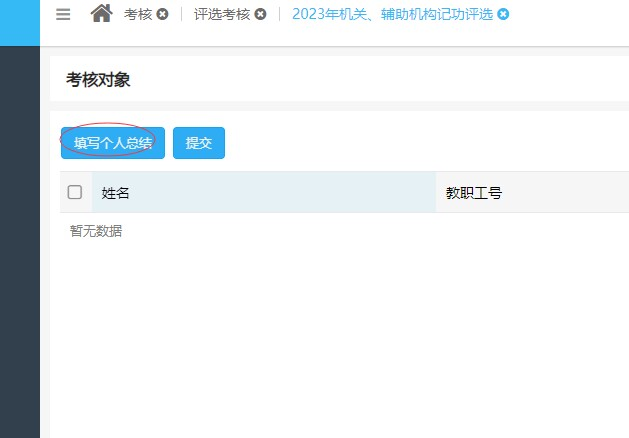 考核 评选考核 2023年机关、辅助机构记功评选
考核对象
填写个人总结 提交
姓名 教职工号
暂无数据